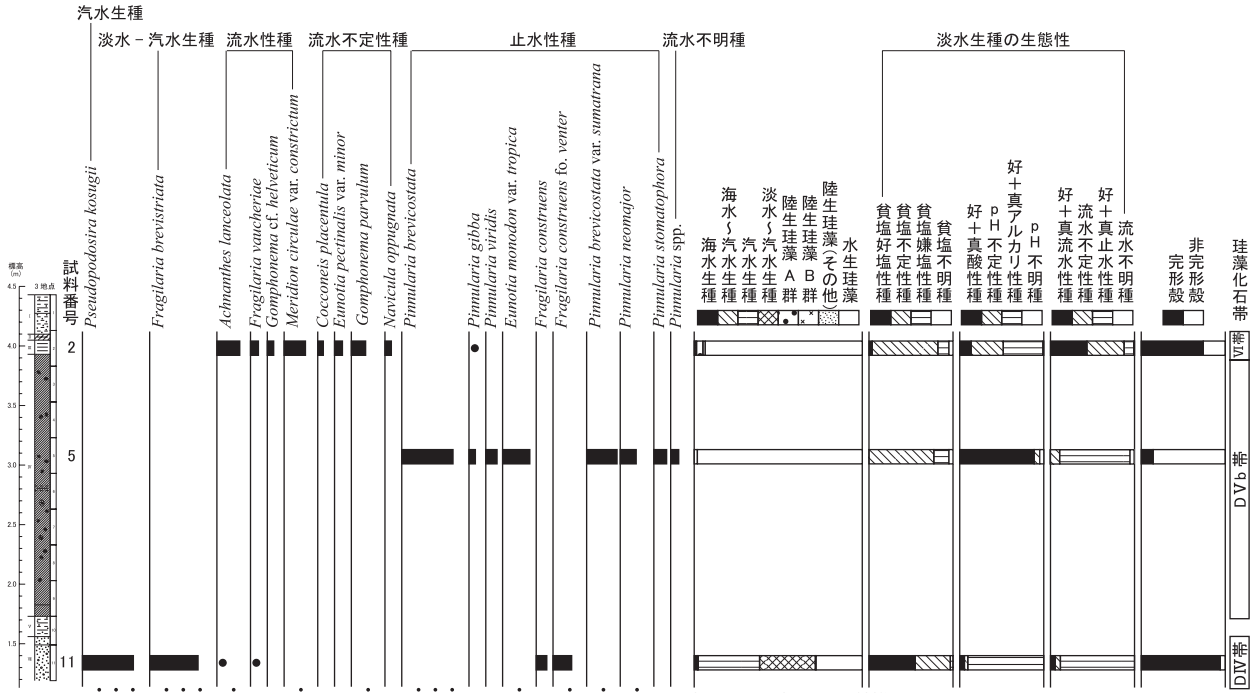 汽水生種
淡水－汽水生種
流水性種
流水不定性種
止水性種
流水不明種
淡水生種の生態性
Pseudopodosira kosugii
Fragilaria brevistriata
Achnanthes lanceolata
Fragilaria vaucheriae
Gomphonema cf. helveticum
Meridion circulae var. constrictum
Cocconeis placentula
Eunotia pectinalis var. minor
Gomphonema parvulum
Navicula oppugnata
Pinnularia brevicostata
Pinnularia gibba
Pinnularia viridis
Eunotia monodon var. tropica
Fragilaria construens
Fragilaria construens fo. venter
Pinnularia brevicostata var. sumatrana
Pinnularia neomajor
Pinnularia stomatophora
Pinnularia spp.
海水生種
海水～汽水生種
汽水生種
淡水～汽水生種
陸生珪藻 A 群
陸生珪藻 B 群
陸生珪藻（その他）
水生珪藻
貧塩好塩性種
貧塩不定性種
貧塩嫌塩性種
貧塩不明種
好＋真酸性種
pH 不定性種
好＋真アルカリ性種
pH 不明種
好＋真流水性種
流水不定性種
好＋真止水性種
流水不明種
完形殻
非完形殻
珪藻化石帯
標高
(m)
3 地点
試料番号
4.5
4.0
3.5
3.0
2.5
2.0
1.5
2
5
11
Ⅵ帯
DⅤb 帯
DⅣ帯